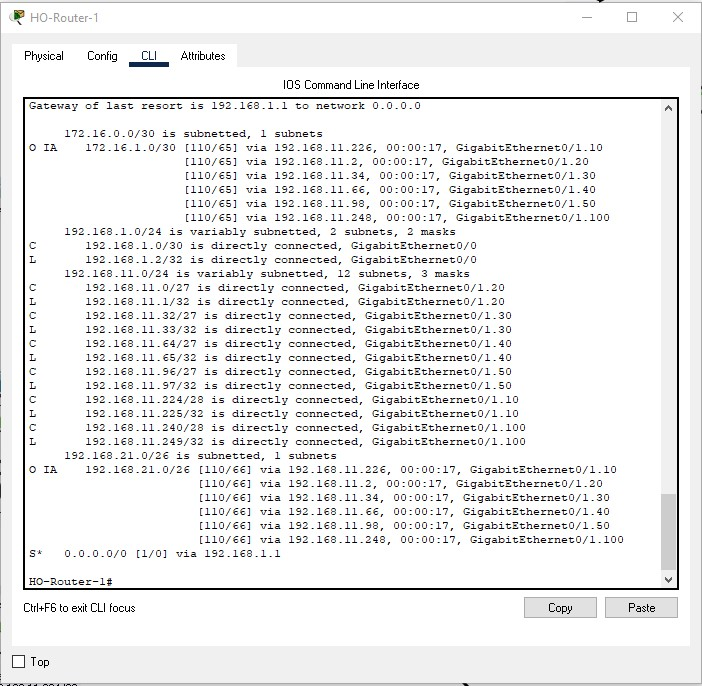 HO-Router-1
Physical Config CLI Attributes
IOS Command Line Interface
Gateway of last resort is 192.168.1.1 to network 0.0.0.0
172.16.0.0/30 is subnetted, 1 subnets
O IA 172.16.1.0/30 [110/65] via 192.168.11.226, 00:00:17, GigabitEthernet0/1.10
[110/65] via 192.168.11.2, 00:00:17, GigabitEthernet0/1.20
[110/65] via 192.168.11.34, 00:00:17, GigabitEthernet0/1.30
[110/65] via 192.168.11.66, 00:00:17, GigabitEthernet0/1.40
[110/65] via 192.168.11.98, 00:00:17, GigabitEthernet0/1.50
[110/65] via 192.168.11.248, 00:00:17, GigabitEthernet0/1.100
192.168.1.0/24 is variably subnetted, 2 subnets, 2 masks
C 192.168.1.0/30 is directly connected, GigabitEthernet0/0
L 192.168.1.2/32 is directly connected, GigabitEthernet0/0
192.168.11.0/24 is variably subnetted, 12 subnets, 3 masks
C 192.168.11.0/27 is directly connected, GigabitEthernet0/1.20
L 192.168.11.1/32 is directly connected, GigabitEthernet0/1.20
C 192.168.11.32/27 is directly connected, GigabitEthernet0/1.30
L 192.168.11.33/32 is directly connected, GigabitEthernet0/1.30
C 192.168.11.64/27 is directly connected, GigabitEthernet0/1.40
L 192.168.11.65/32 is directly connected, GigabitEthernet0/1.40
C 192.168.11.96/27 is directly connected, GigabitEthernet0/1.50
L 192.168.11.97/32 is directly connected, GigabitEthernet0/1.50
C 192.168.11.224/28 is directly connected, GigabitEthernet0/1.10
L 192.168.11.225/32 is directly connected, GigabitEthernet0/1.10
C 192.168.11.240/28 is directly connected, GigabitEthernet0/1.100
L 192.168.11.249/32 is directly connected, GigabitEthernet0/1.100
192.168.21.0/26 is subnetted, 1 subnets
O IA 192.168.21.0/26 [110/66] via 192.168.11.226, 00:00:17, GigabitEthernet0/1.10
[110/66] via 192.168.11.2, 00:00:17, GigabitEthernet0/1.20
[110/66] via 192.168.11.34, 00:00:17, GigabitEthernet0/1.30
[110/66] via 192.168.11.66, 00:00:17, GigabitEthernet0/1.40
[110/66] via 192.168.11.98, 00:00:17, GigabitEthernet0/1.50
[110/66] via 192.168.11.248, 00:00:17, GigabitEthernet0/1.100
S* 0.0.0.0/0 [1/0] via 192.168.1.1
HO-Router-1#
Ctrl+F6 to exit CLI focus
Copy Paste
Top